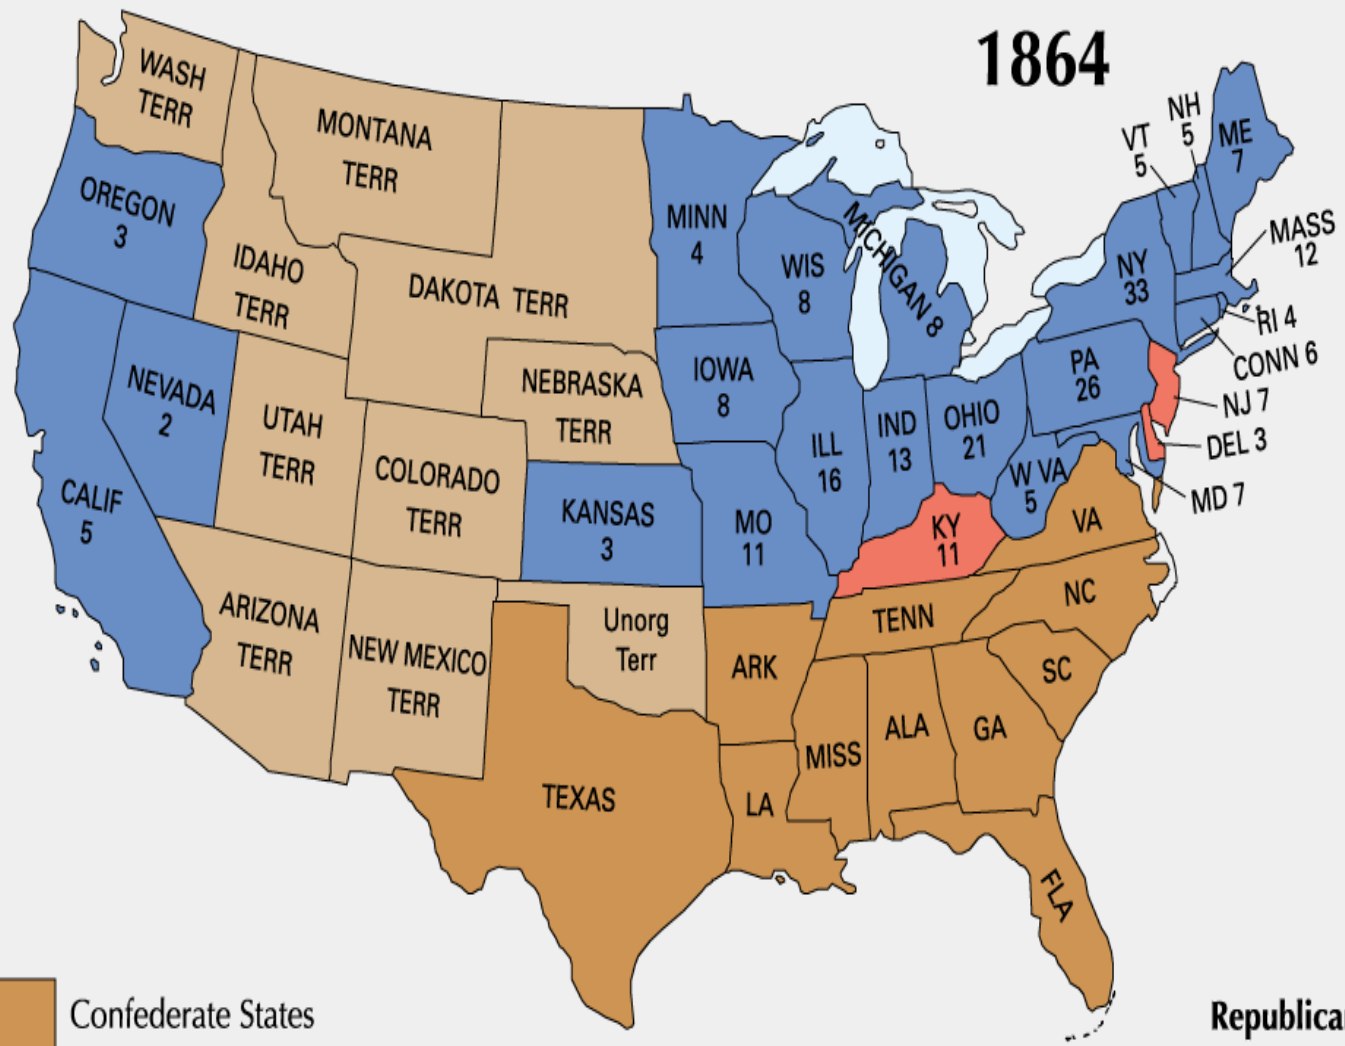 1864
WASH
TERR
MONTANA
TERR
OREGON
3
IDAHO
TERR
DAKOTA TERR
MINN
4
WIS
8
MICHIGAN 8
VT
5
NH
5
ME
7
MASS
12
NY
33
RI 4
CONN 6
NJ 7
DEL 3
MD 7
PA
26
NEVADA
2
UTAH
TERR
NEBRASKA
TERR
IOWA
8
ILL
16
IND
13
OHIO
21
W VA
5
VA
CALIF
5
COLORADO
TERR
KANSAS
3
MO
11
KY
11
ARIZONA
TERR
NEW MEXICO
TERR
Unorg
Terr
ARK
TENN
NC
SC
TEXAS
LA
MISS
ALA
GA
FLA
Confederate States
Republica